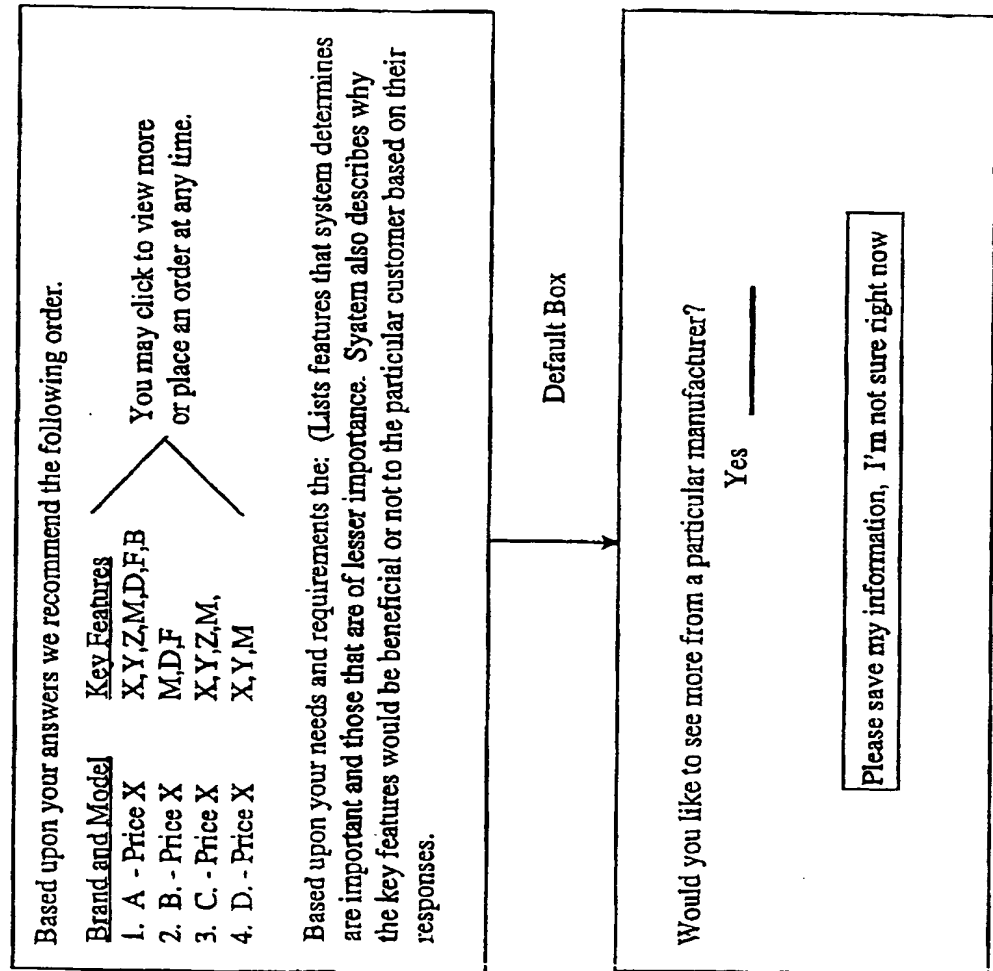 Based upon your answers we recommend the following order.
Brand and Model Key Features
1. A - Price X X,Y,Z,M,D,F,B
2. B. - Price X M,D,F
3. C. - Price X X,Y,Z,M,
4. D. - Price X X,Y,M
You may click to view more
or place an order at any time.
Based upon your needs and requirements the: (Lists features that system determines
are important and those that are of lesser importance. Syatem also describes why
the key features would be beneficial or not to the particular customer based on their
responses.
Default Box
Would you like to see more from a particular manufacturer?
Yes
Please save my information, I'm not sure right now